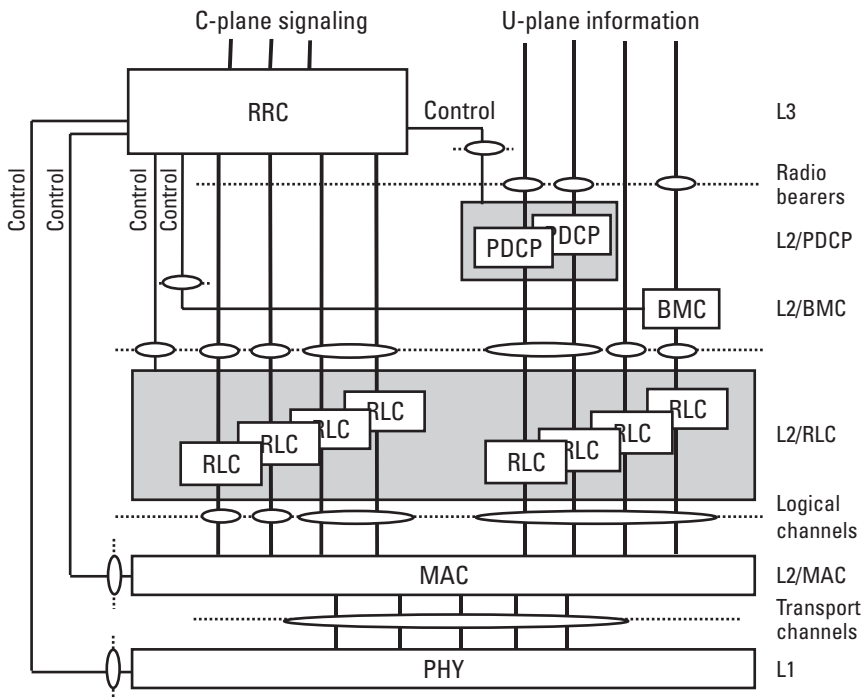 C-plane signaling
U-plane information
RRC
Control
L3
Control
Control
Control
Control
Radio
bearers
PDCP
PDCP
L2/PDCP
BMC
L2/BMC
RLC
RLC
RLC
RLC
RLC
RLC
RLC
RLC
L2/RLC
Logical
channels
MAC
L2/MAC
Transport
channels
PHY
L1